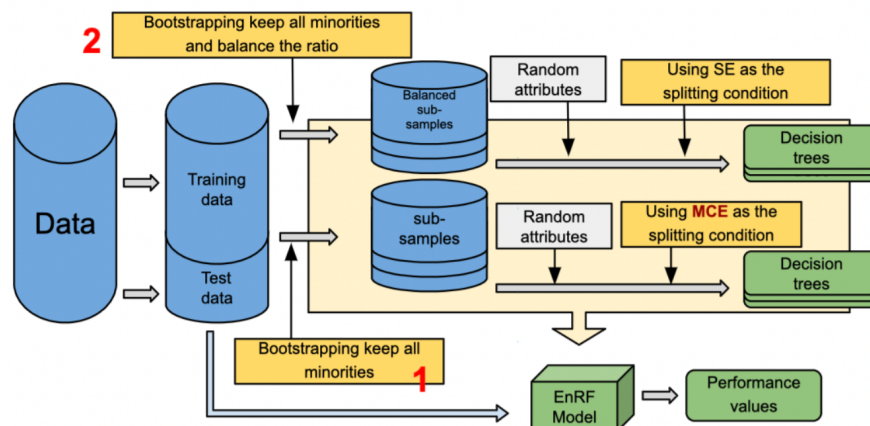 2
Bootstrapping keep all minorities
and balance the ratio
Data
Training
data
Test
data
Balanced
sub-
samples
Random
attributes
Using SE as the
splitting condition
Decision
trees
sub-
samples
Random
attributes
Using MCE as the
splitting condition
Decision
trees
Bootstrapping keep all
minorities
1
EnRF
Model
Performance
values